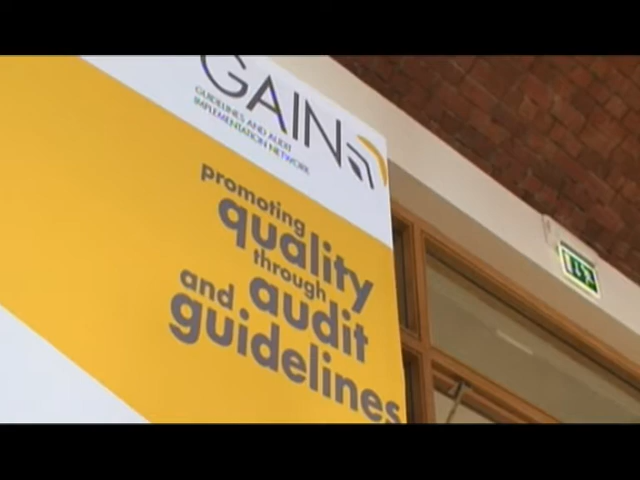 GAIN
GUIDELINES AND AUDIT
IMPLEMENTATION NETWORK
promoting
quality
through
audit
and
guidelines